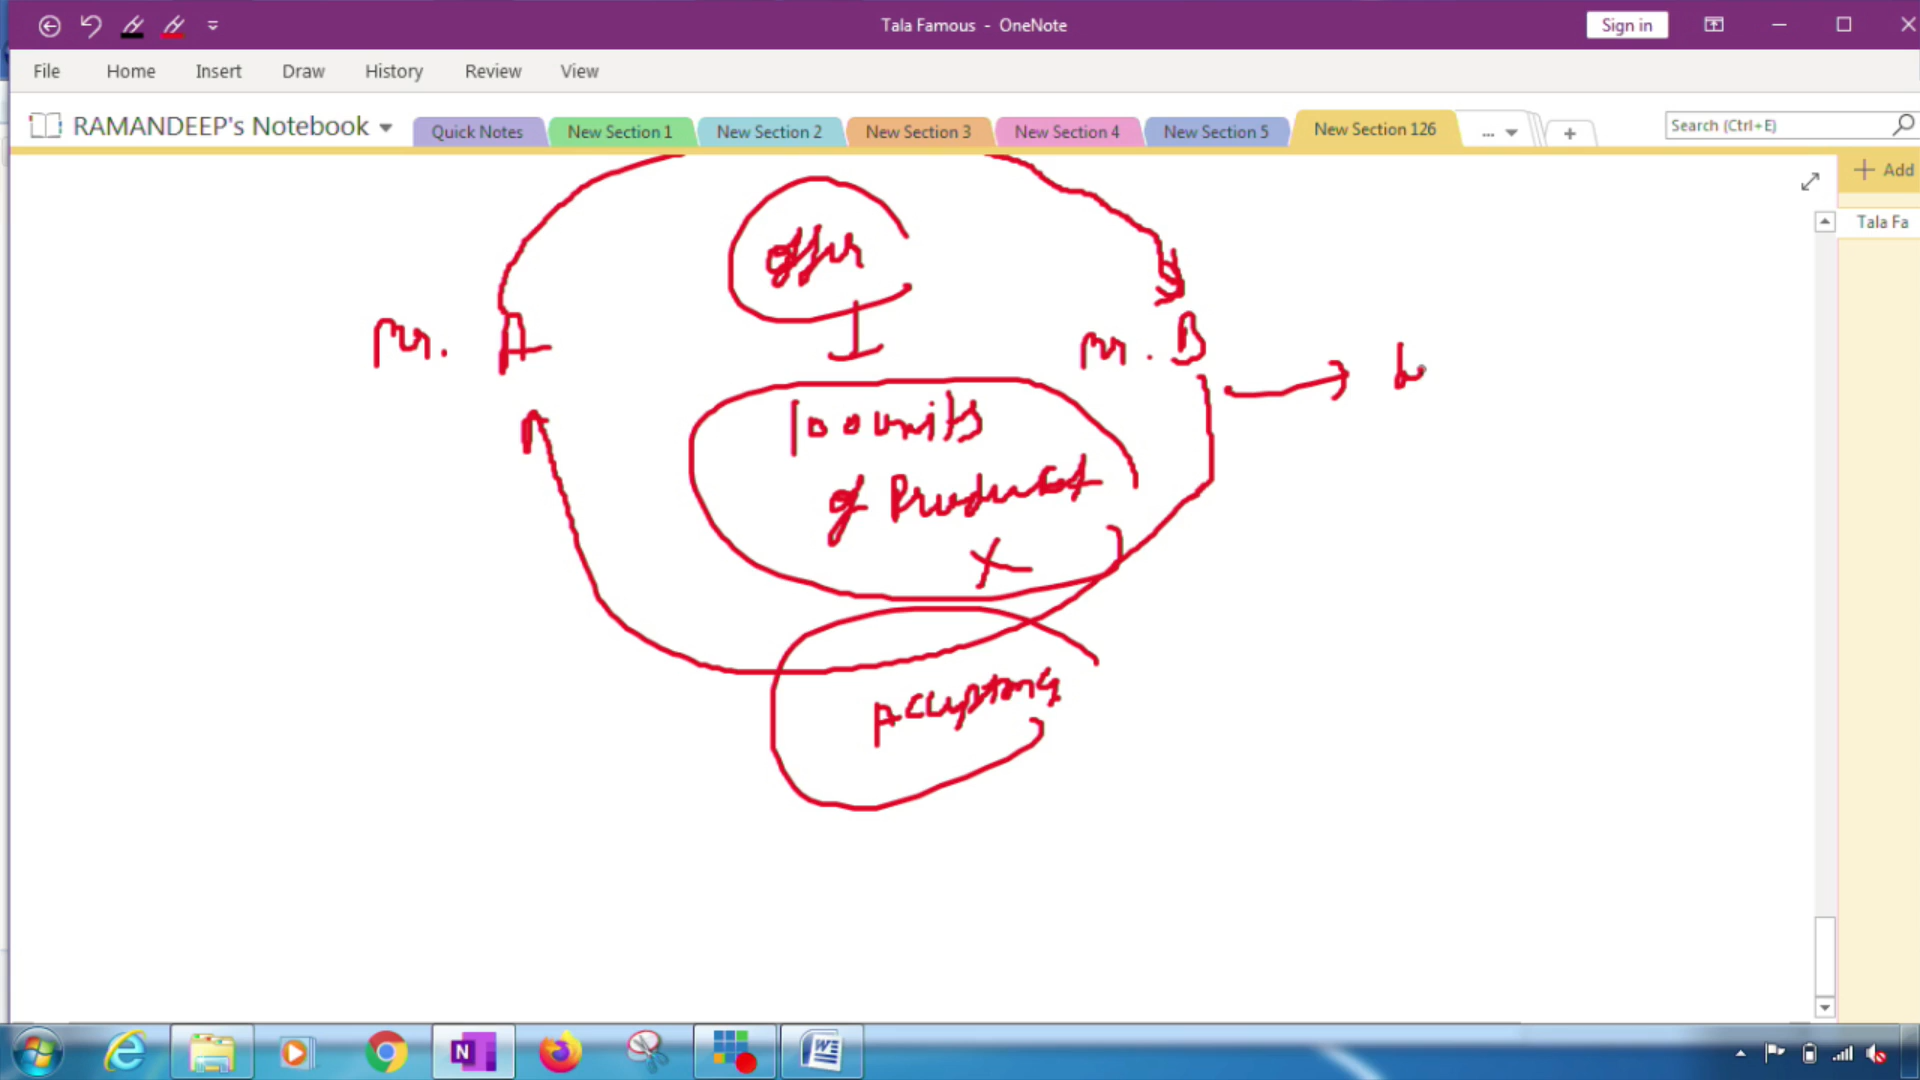 Tala Famous - OneNote
Sign in
File Home Insert Draw History Review View
RAMANDEEP's Notebook
Quick Notes New Section 1 New Section 2 New Section 3 New Section 4 New Section 5 New Section 126 ...
Search (Ctrl+E)
Add
Tala Fa
offer
Mr. A
Mr. B
100 units
of Product
X
N
W